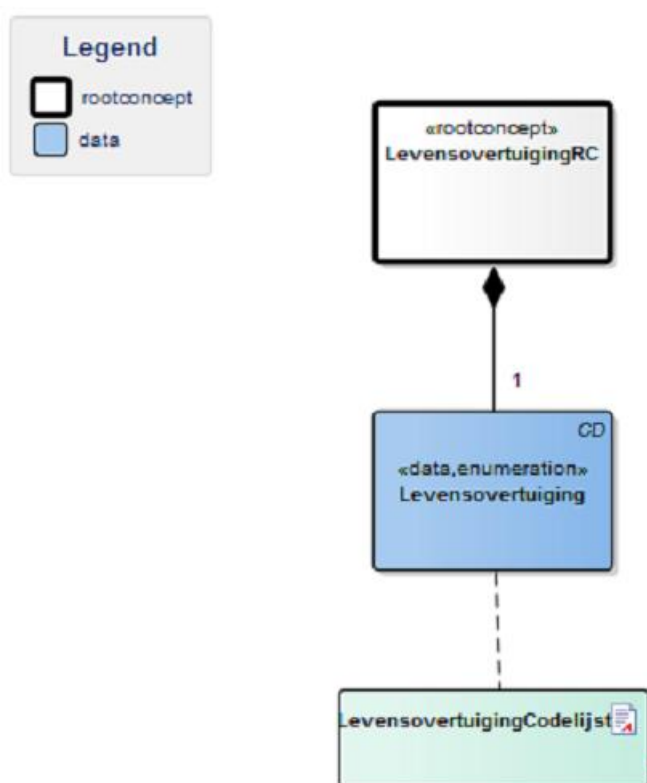 Legend
rootconcept
data
«rootconcept»
LevensovertuigingRC
1
CD
«data,enumeration»
Levensovertuiging
LevensovertuigingCodelijst